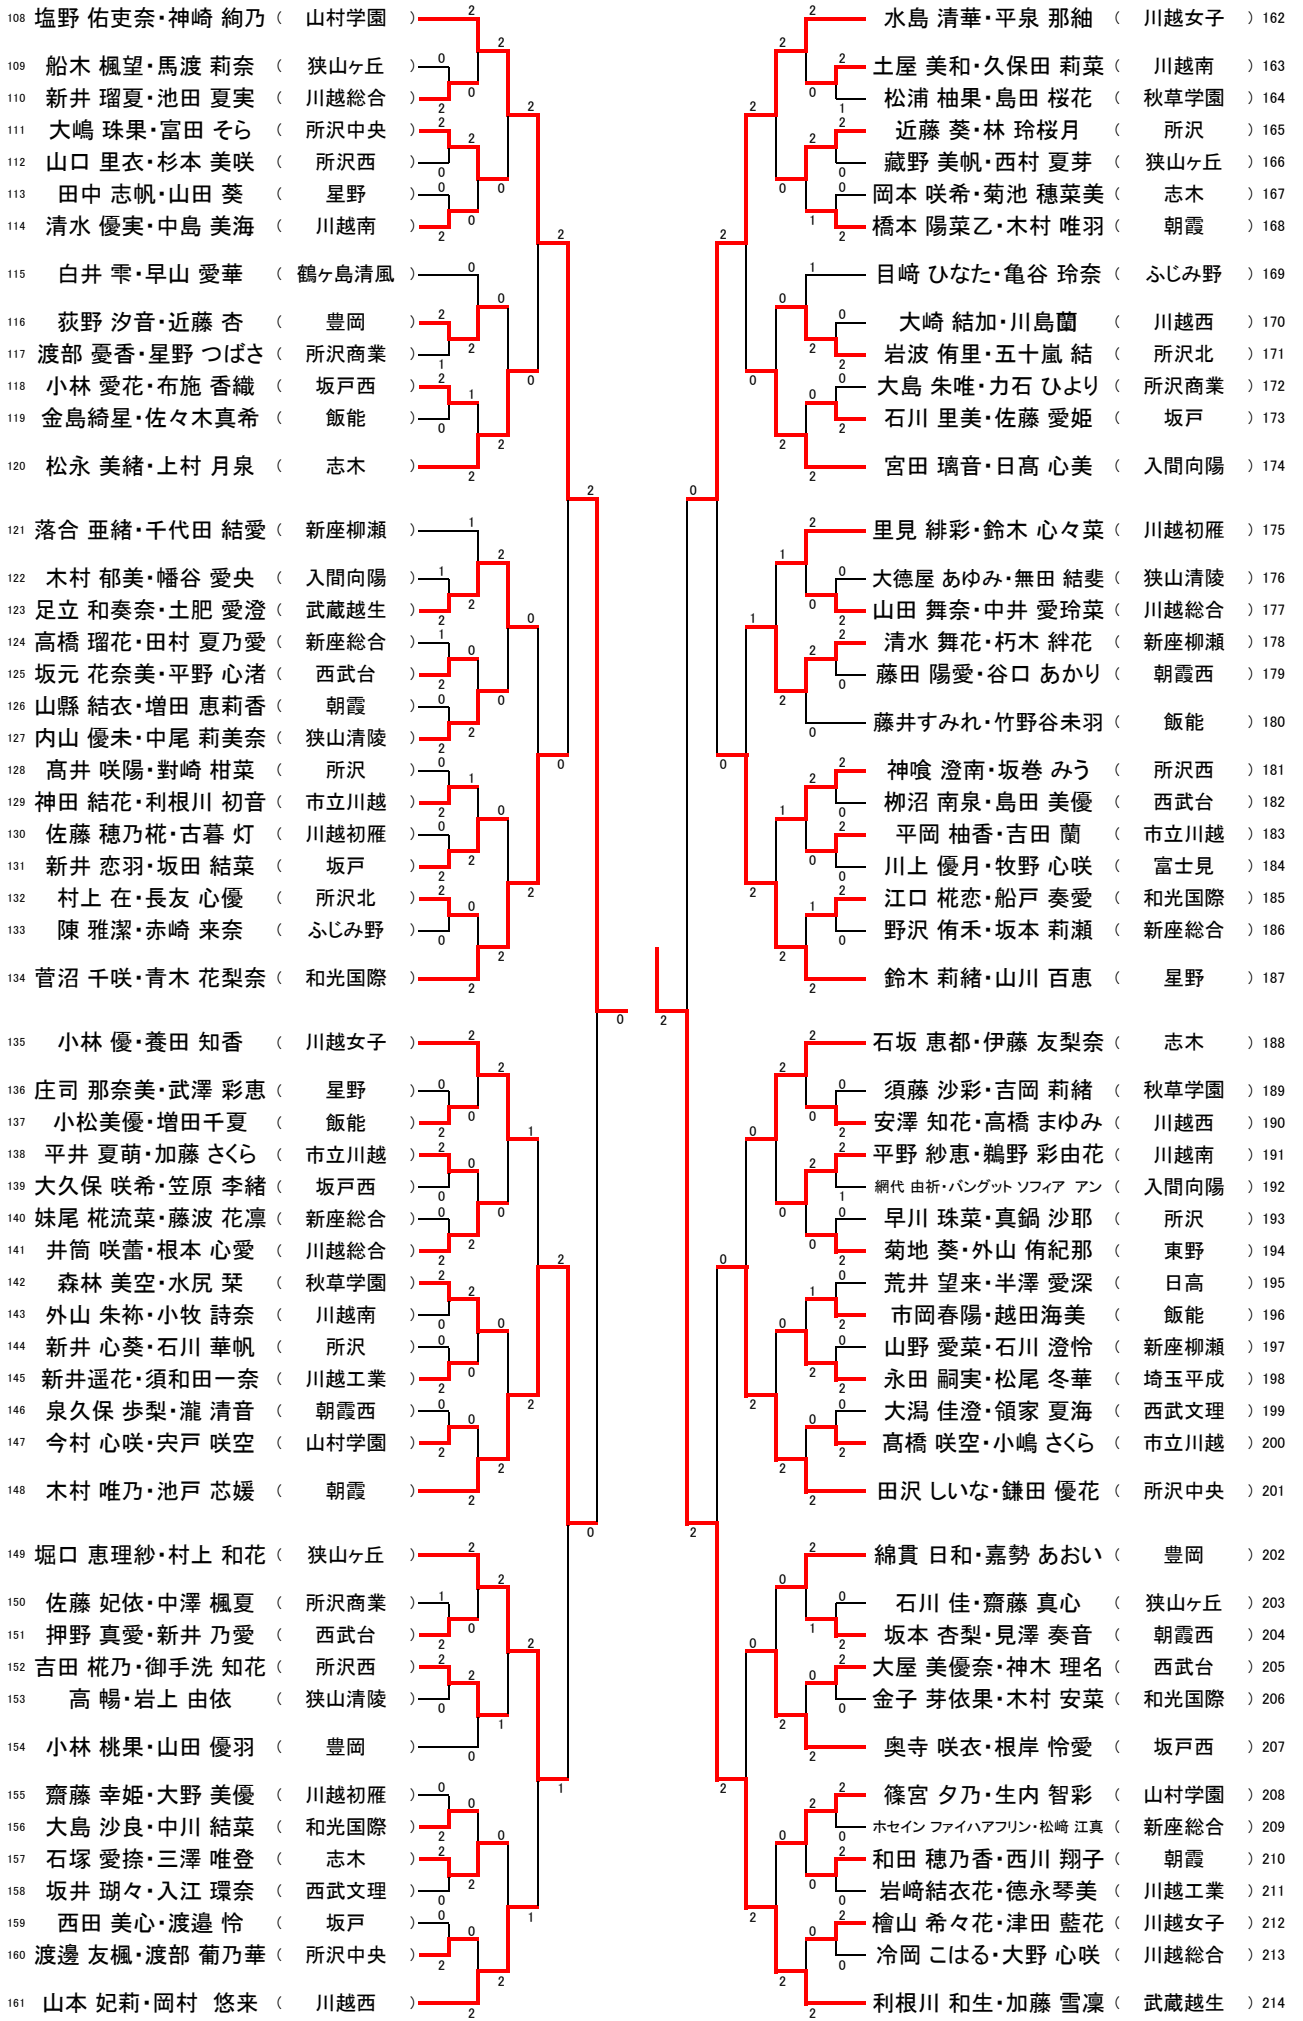 108 塩野 佑吏奈・神崎 絢乃 ( 山村学園 )
109 船木 楓望・馬渡 莉奈 ( 狭山ヶ丘 )
110 新井 瑠夏・池田 夏実 ( 川越総合 )
111 大嶋 珠果・富田 そら ( 所沢中央 )
112 山口 里衣・杉本 美咲 ( 所沢西 )
113 田中 志帆・山田 葵 ( 星野 )
114 清水 優実・中島 美海 ( 川越南 )
115 白井 雫・早山 愛華 ( 鶴ヶ島清風 )
116 荻野 汐音・近藤 杏 ( 豊岡 )
117 渡部 憂香・星野 つばさ ( 所沢商業 )
118 小林 愛花・布施 香織 ( 坂戸西 )
119 金島綺星・佐々木真希 ( 飯能 )
120 松永 美緒・上村 月泉 ( 志木 )
121 落合 亜緒・千代田 結愛 ( 新座柳瀬 )
122 木村 郁美・幡谷 愛央 ( 入間向陽 )
123 足立 和奏奈・土肥 愛澄 ( 武蔵越生 )
124 高橋 瑠花・田村 夏乃愛 ( 新座総合 )
125 坂元 花奈美・平野 心渚 ( 西武台 )
126 山縣 結衣・増田 恵莉香 ( 朝霞 )
127 内山 優未・中尾 莉美奈 ( 狭山清陵 )
128 髙井 咲陽・對崎 柑菜 ( 所沢 )
129 神田 結花・利根川 初音 ( 市立川越 )
130 佐藤 穂乃椛・古暮 灯 ( 川越初雁 )
131 新井 恋羽・坂田 結菜 ( 坂戸 )
132 村上 在・長友 心優 ( 所沢北 )
133 陳 雅潔・赤崎 来奈 ( ふじみ野 )
134 菅沼 千咲・青木 花梨奈 ( 和光国際 )
135 小林 優・養田 知香 ( 川越女子 )
136 庄司 那奈美・武澤 彩恵 ( 星野 )
137 小松美優・増田千夏 ( 飯能 )
138 平井 夏萌・加藤 さくら ( 市立川越 )
139 大久保 咲希・笠原 李緒 ( 坂戸西 )
140 妹尾 椛流菜・藤波 花凛 ( 新座総合 )
141 井筒 咲蕾・根本 心愛 ( 川越総合 )
142 森林 美空・水尻 栞 ( 秋草学園 )
143 外山 朱祢・小牧 詩奈 ( 川越南 )
144 新井 心葵・石川 華帆 ( 所沢 )
145 新井遥花・須和田一奈 ( 川越工業 )
146 泉久保 歩梨・瀧 清音 ( 朝霞西 )
147 今村 心咲・宍戸 咲空 ( 山村学園 )
148 木村 唯乃・池戸 芯媛 ( 朝霞 )
149 堀口 恵理紗・村上 和花 ( 狭山ヶ丘 )
150 佐藤 妃依・中澤 楓夏 ( 所沢商業 )
151 押野 真愛・新井 乃愛 ( 西武台 )
152 吉田 椛乃・御手洗 知花 ( 所沢西 )
153 高 暢・岩上 由依 ( 狭山清陵 )
154 小林 桃果・山田 優羽 ( 豊岡 )
155 齋藤 幸姫・大野 美優 ( 川越初雁 )
156 大島 沙良・中川 結菜 ( 和光国際 )
157 石塚 愛捺・三澤 唯登 ( 志木 )
158 坂井 瑚々・入江 環奈 ( 西武文理 )
159 西田 美心・渡邉 怜 ( 坂戸 )
160 渡邊 友楓・渡部 葡乃華 ( 所沢中央 )
161 山本 妃莉・岡村 悠来 ( 川越西 )
水島 清華・平泉 那紬 ( 川越女子 ) 162
土屋 美和・久保田 莉菜 ( 川越南 ) 163
松浦 柚果・島田 桜花 ( 秋草学園 ) 164
近藤 葵・林 玲桜月 ( 所沢 ) 165
藏野 美帆・西村 夏芽 ( 狭山ヶ丘 ) 166
岡本 咲希・菊池 穂菜美 ( 志木 ) 167
橋本 陽菜乙・木村 唯羽 ( 朝霞 ) 168
目﨑 ひなた・亀谷 玲奈 ( ふじみ野 ) 169
大崎 結加・川島蘭 ( 川越西 ) 170
岩波 侑里・五十嵐 結 ( 所沢北 ) 171
大島 朱唯・力石 ひより ( 所沢商業 ) 172
石川 里美・佐藤 愛姫 ( 坂戸 ) 173
宮田 璃音・日髙 心美 ( 入間向陽 ) 174
里見 緋彩・鈴木 心々菜 ( 川越初雁 ) 175
大德屋 あゆみ・無田 結斐 ( 狭山清陵 ) 176
山田 舞奈・中井 愛玲菜 ( 川越総合 ) 177
清水 舞花・朽木 絆花 ( 新座柳瀬 ) 178
藤田 陽愛・谷口 あかり ( 朝霞西 ) 179
藤井すみれ・竹野谷未羽 ( 飯能 ) 180
神喰 澄南・坂巻 みう ( 所沢西 ) 181
栁沼 南泉・島田 美優 ( 西武台 ) 182
平岡 柚香・吉田 蘭 ( 市立川越 ) 183
川上 優月・牧野 心咲 ( 富士見 ) 184
江口 椛恋・船戸 奏愛 ( 和光国際 ) 185
野沢 侑禾・坂本 莉瀬 ( 新座総合 ) 186
鈴木 莉緒・山川 百恵 ( 星野 ) 187
石坂 恵都・伊藤 友梨奈 ( 志木 ) 188
須藤 沙彩・吉岡 莉緒 ( 秋草学園 ) 189
安澤 知花・高橋 まゆみ ( 川越西 ) 190
平野 紗恵・鵜野 彩由花 ( 川越南 ) 191
網代 由祈・バングット ソフィア アン ( 入間向陽 ) 192
早川 珠菜・真鍋 沙耶 ( 所沢 ) 193
菊地 葵・外山 侑紀那 ( 東野 ) 194
荒井 望来・半澤 愛深 ( 日高 ) 195
市岡春陽・越田海美 ( 飯能 ) 196
山野 愛菜・石川 澄怜 ( 新座柳瀬 ) 197
永田 嗣実・松尾 冬華 ( 埼玉平成 ) 198
大潟 佳澄・領家 夏海 ( 西武文理 ) 199
髙橋 咲空・小嶋 さくら ( 市立川越 ) 200
田沢 しいな・鎌田 優花 ( 所沢中央 ) 201
綿貫 日和・嘉勢 あおい ( 豊岡 ) 202
石川 佳・齋藤 真心 ( 狭山ヶ丘 ) 203
坂本 杏梨・見澤 奏音 ( 朝霞西 ) 204
大屋 美優奈・神木 理名 ( 西武台 ) 205
金子 芽依果・木村 安菜 ( 和光国際 ) 206
奥寺 咲衣・根岸 怜愛 ( 坂戸西 ) 207
篠宮 夕乃・生内 智彩 ( 山村学園 ) 208
ホセイン ファイハアフリン・松﨑 江真 ( 新座総合 ) 209
和田 穂乃香・西川 翔子 ( 朝霞 ) 210
岩﨑結衣花・德永琴美 ( 川越工業 ) 211
檜山 希々花・津田 藍花 ( 川越女子 ) 212
冷岡 こはる・大野 心咲 ( 川越総合 ) 213
利根川 和生・加藤 雪凜 ( 武蔵越生 ) 214